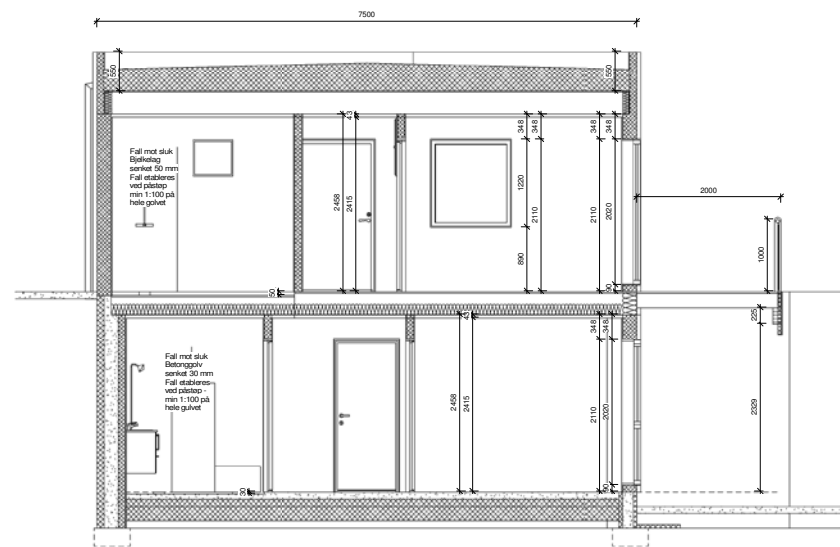 7500
550
550
43
348
348
348
348
Fall mot sluk
Bjelkelag
senket 50 mm
Fall etableres
ved påstøp
min 1:100 på
hele golvet
2458
2415
1220
2110
2110
2020
890
90
50
2000
1000
225
43
348
348
Fall mot sluk
Betonggolv
senket 30 mm
Fall etableres
ved påstøp -
min 1:100 på
hele gulvet
2458
2415
2110
2020
2329
90
30